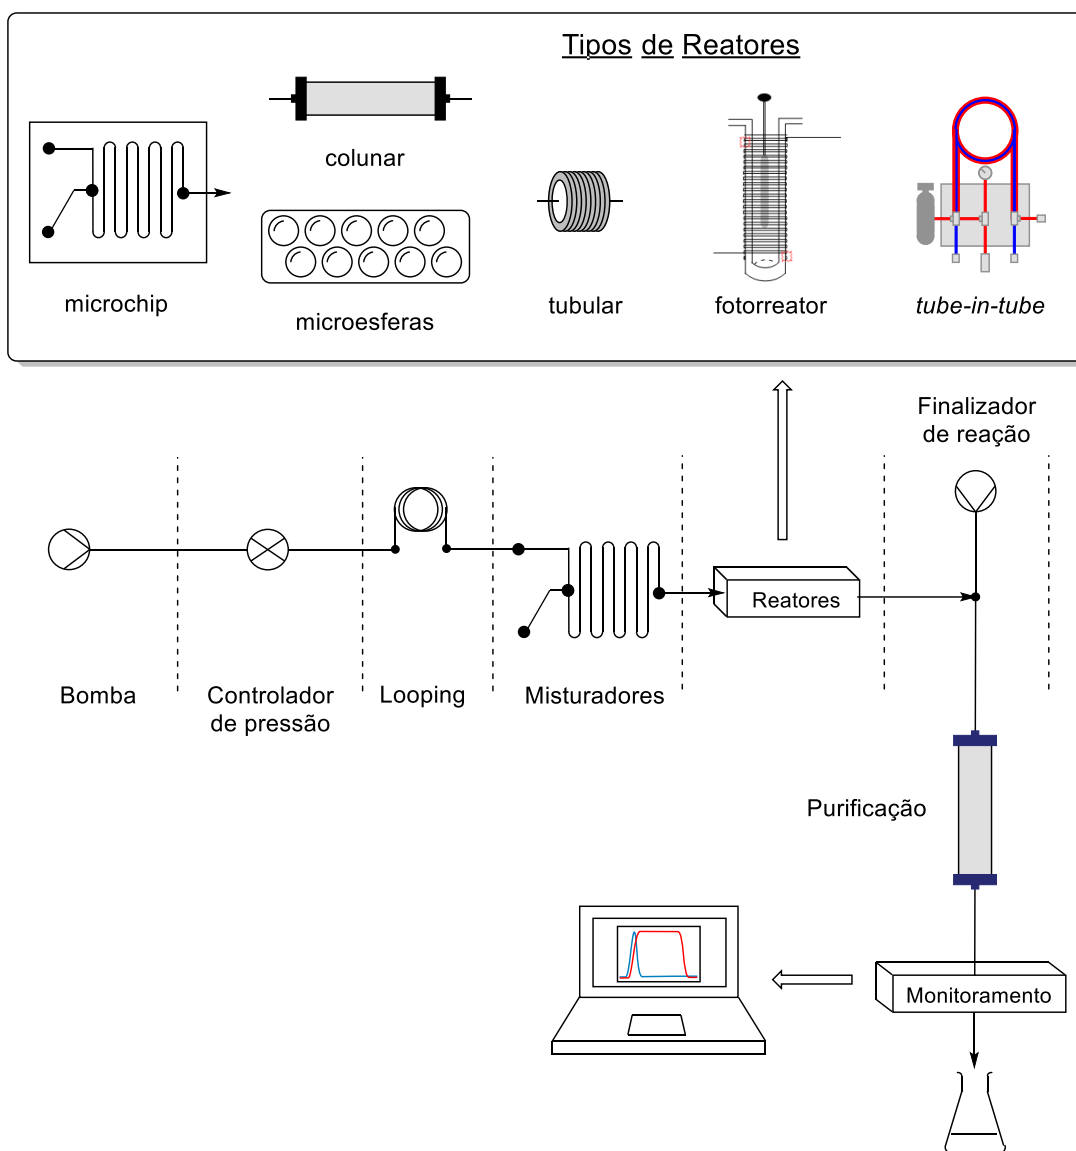 Tipos de Reatores
colunar
microchip
microesferas
tubular
fotorreator
tube-in-tube
Finalizador
de reação
Reatores
Bomba
Controlador
de pressão
Looping
Misturadores
Purificação
Monitoramento